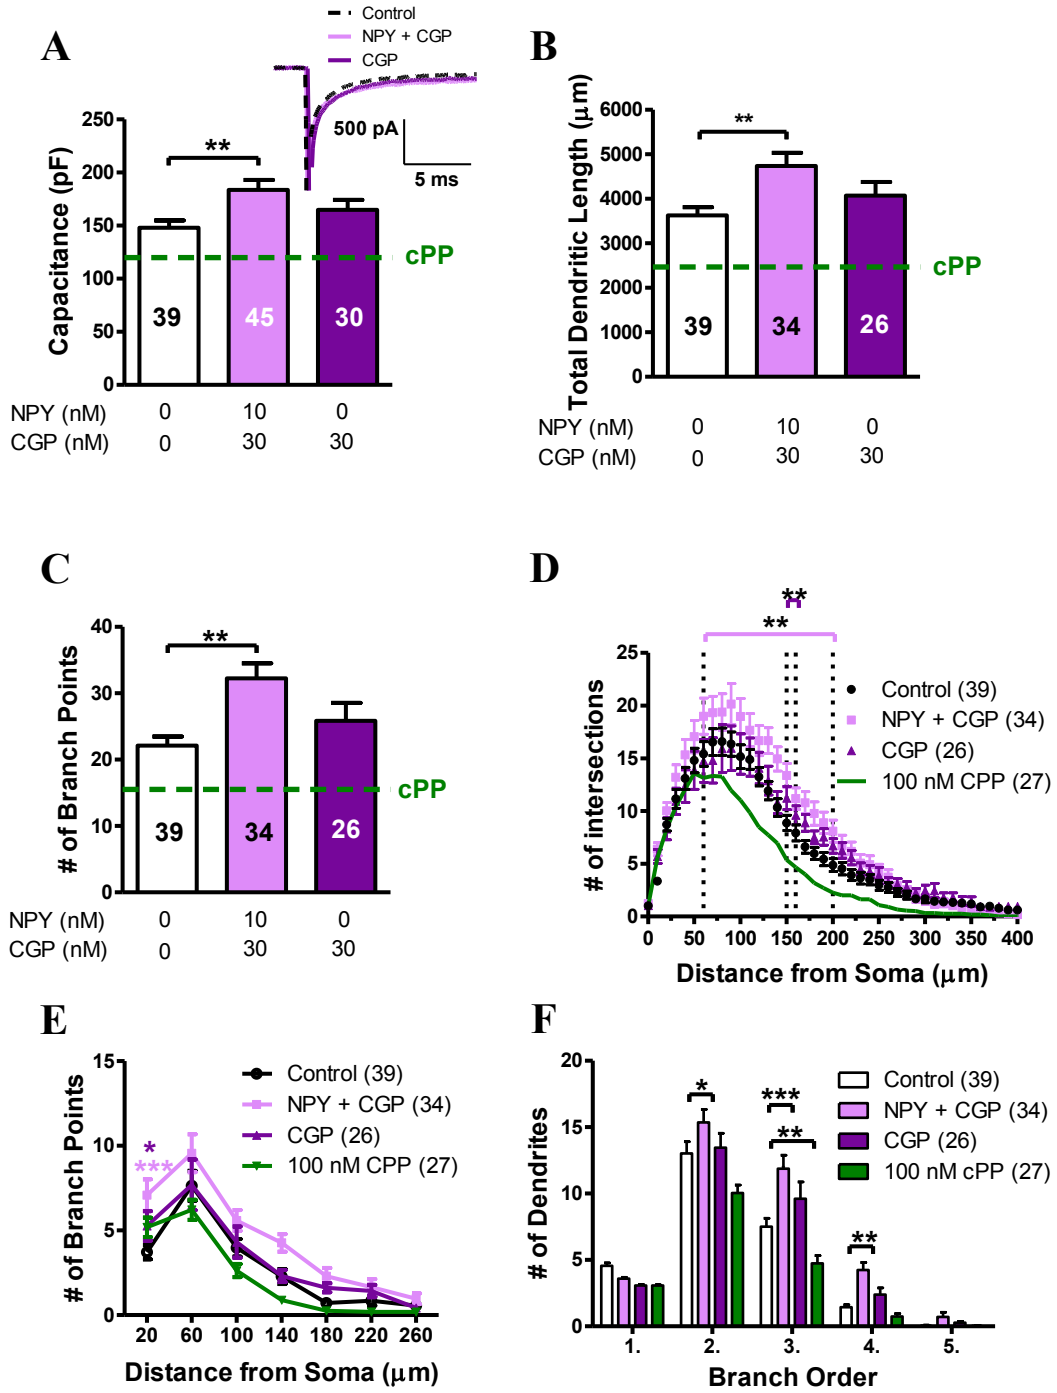 A
Control
NPY + CGP
CGP
500 pA
5 ms
**
Capacitance (pF)
250
200
150
100
50
0
cPP
39
45
30
NPY (nM)
0
10
0
CGP (nM)
0
30
30
B
**
Total Dendritic Length (μm)
6000
5000
4000
3000
2000
1000
0
cPP
39
34
26
NPY (nM)
0
10
0
CGP (nM)
0
30
30
C
**
# of Branch Points
40
30
20
10
0
cPP
39
34
26
NPY (nM)
0
10
0
CGP (nM)
0
30
30
D
**
**
# of intersections
25
20
15
10
5
0
Control (39)
NPY + CGP (34)
CGP (26)
100 nM CPP (27)
0
50
100
150
200
250
300
350
400
Distance from Soma (μm)
E
# of Branch Points
15
10
5
0
Control (39)
NPY + CGP (34)
CGP (26)
100 nM CPP (27)
*
***
20
60
100
140
180
220
260
Distance from Soma (μm)
F
# of Dendrites
20
15
10
5
0
*
***
**
**
Control (39)
NPY + CGP (34)
CGP (26)
100 nM cPP (27)
1.
2.
3.
4.
5.
Branch Order